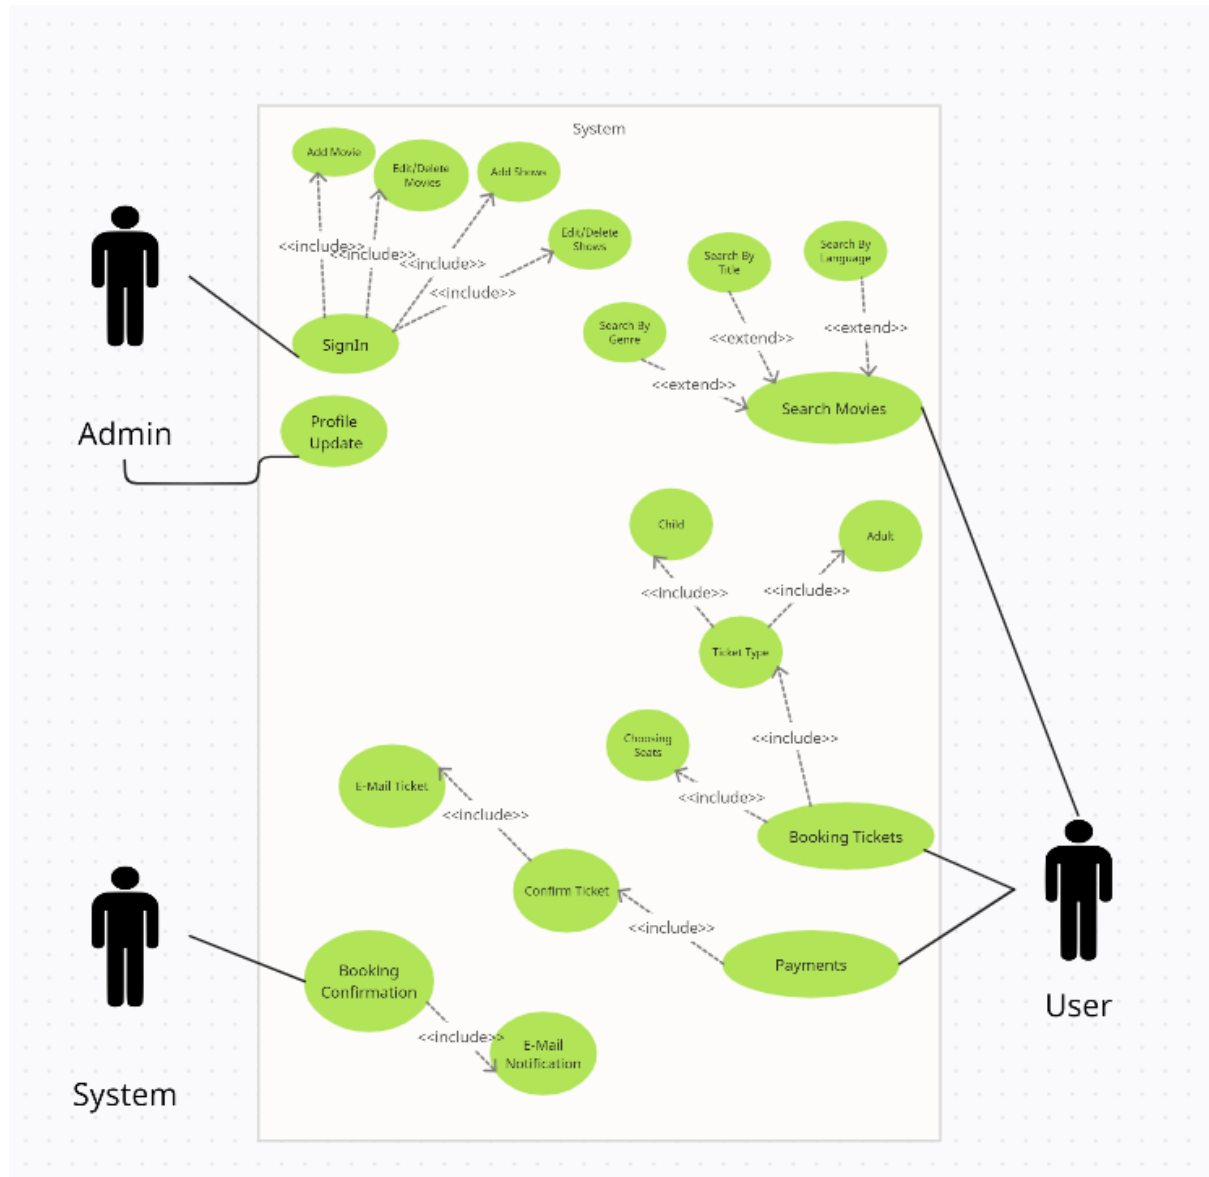 System
Add Movie
Edit/Delete
Movies
Add Shows
Edit/Delete
Shows
<<include>>
<<include>>
<<include>>
<<include>>
SignIn
Search By
Title
Search By
Language
Search By
Genre
<<extend>>
<<extend>>
<<extend>>
Search Movies
Admin
Profile
Update
Child
Adult
<<include>>
<<include>>
Ticket Type
<<include>>
Choosing
Seats
<<include>>
Booking Tickets
E-Mail Ticket
<<include>>
Confirm Ticket
<<include>>
Payments
Booking
Confirmation
<<include>>
E-Mail
Notification
User
System